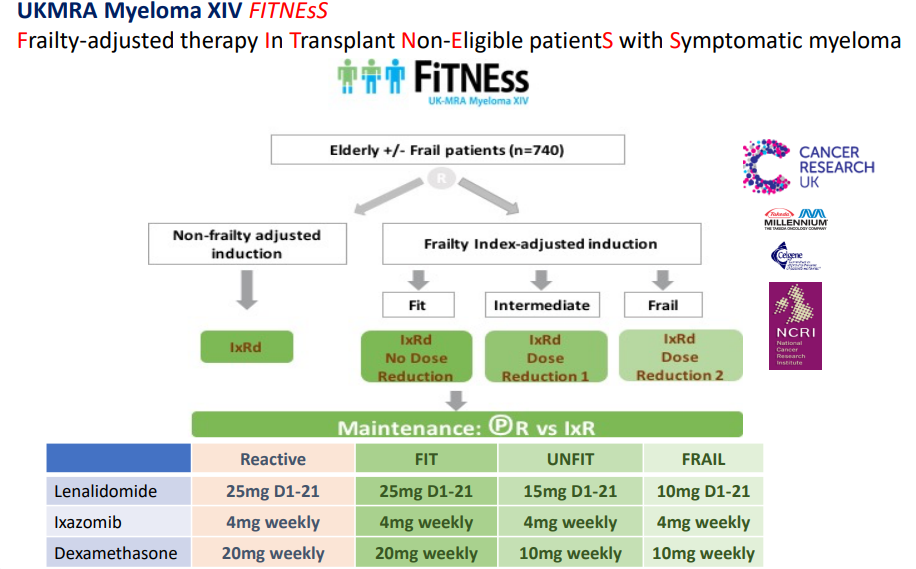 UKMRA Myeloma XIV FITNEsS
Frailty-adjusted therapy In Transplant Non-Eligible patientS with Symptomatic myeloma
FiTNEss
UK-MRA Myeloma XIV
Elderly +/- Frail patients (n=740)
R
CANCER
RESEARCH
UK
Takeda MILLENNIUM
THE TAKEDA ONCOLOGY COMPANY
Non-frailty adjusted
induction
Frailty Index-adjusted induction
Celgene
Fit
Intermediate
Frail
NCRI
National
Cancer
Research
Institute
IxRd
IxRd
No Dose
Reduction
IxRd
Dose
Reduction 1
IxRd
Dose
Reduction 2
Maintenance: ⓅR vs IxR
Reactive FIT UNFIT FRAIL
Lenalidomide 25mg D1-21 25mg D1-21 15mg D1-21 10mg D1-21
Ixazomib 4mg weekly 4mg weekly 4mg weekly 4mg weekly
Dexamethasone 20mg weekly 20mg weekly 10mg weekly 10mg weekly